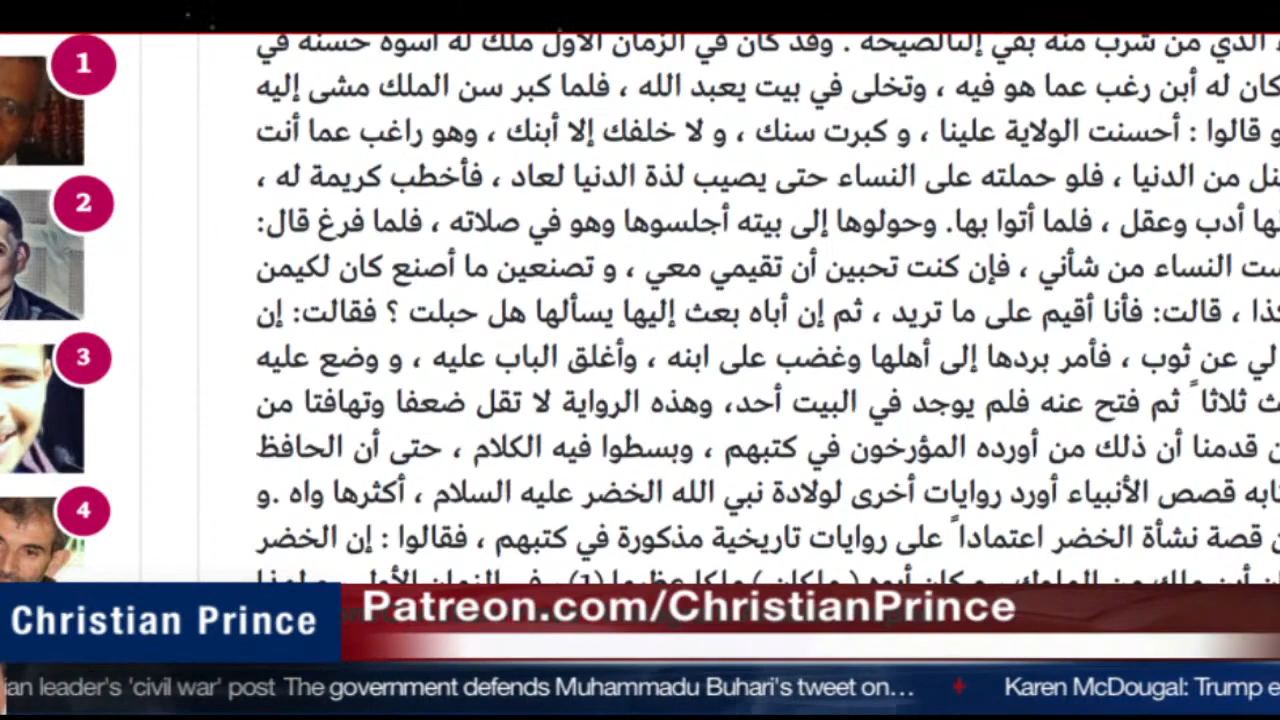 الذي من شرب منه بقي إلىالصيحة . وقد كان في الزمان الأول ملك له أسوة حسنة في
كان له أبن رغب عما هو فيه ، وتخلى في بيت يعبد الله ، فلما كبر سن الملك مشى إليه
و قالوا : أحسنت الولاية علينا ، و كبرت سنك ، و لا خلفك إلا أبنك ، وهو راغب عما أنت
من الدنيا ، فلو حملته على النساء حتى يصيب لذة الدنيا لعاد ، فأخطب كريمة له ،
أدب وعقل ، فلما أتوا بها. وحولوها إلى بيته أجلسوها وهو في صلاته ، فلما فرغ قال:
النساء من شأني ، فإن كنت تحبين أن تقيمي معي ، و تصنعين ما أصنع كان لكيمن
قالت: فأنا أقيم على ما تريد ، ثم إن أباه بعث إليها يسألها هل حبلت ؟ فقالت: إن
لي عن ثوب ، فأمر بردها إلى أهلها وغضب على ابنه ، وأغلق الباب عليه ، و وضع عليه
ثلاثا ً ثم فتح عنه فلم يوجد في البيت أحد، وهذه الرواية لا تقل ضعفا وتهافتا من
قدمنا أن ذلك من أورده المؤرخون في كتبهم ، وبسطوا فيه الكلام ، حتى أن الحافظ
قصص الأنبياء أورد روايات أخرى لولادة نبي الله الخضر عليه السلام ، أكثرها واه .و
قصة نشأة الخضر اعتمادا ً على روايات تاريخية مذكورة في كتبهم ، فقالوا : إن الخضر
1
2
3
4
Christian Prince
Patreon.com/ChristianPrince
ian leader's 'civil war' post The government defends Muhammadu Buhari's tweet on... Karen McDougal: Trump e